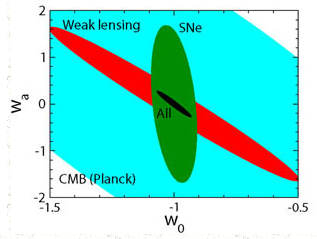 2
Weak lensing
SNe
1
Wa
0
All
-1
CMB (Planck)
-2
-1.5
-1
-0.5
W0